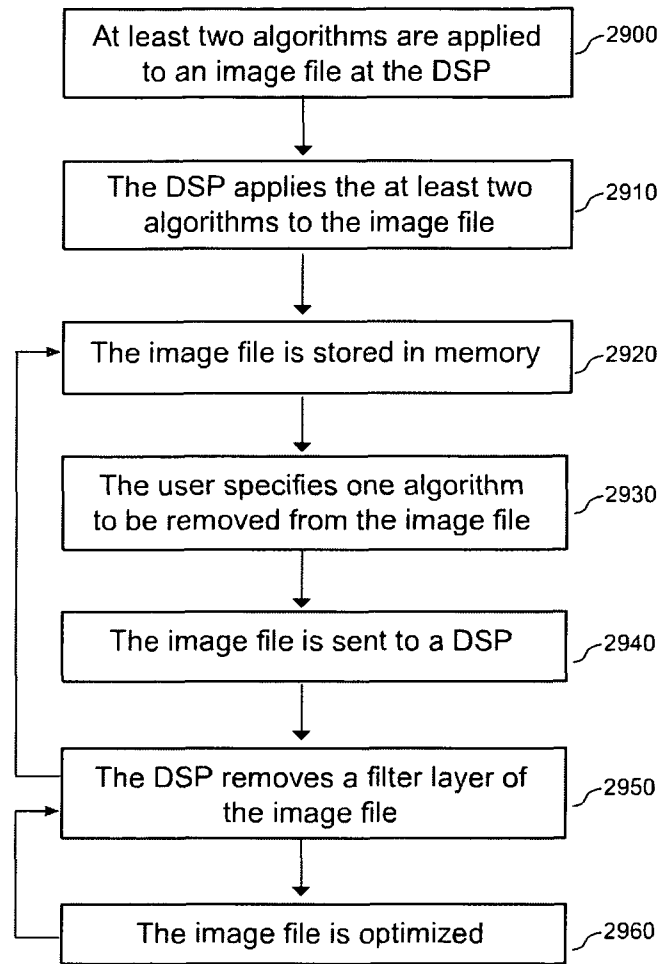 At least two algorithms are applied
to an image file at the DSP
2900
The DSP applies the at least two
algorithms to the image file
2910
The image file is stored in memory
2920
The user specifies one algorithm
to be removed from the image file
2930
The image file is sent to a DSP
2940
The DSP removes a filter layer of
the image file
2950
The image file is optimized
2960